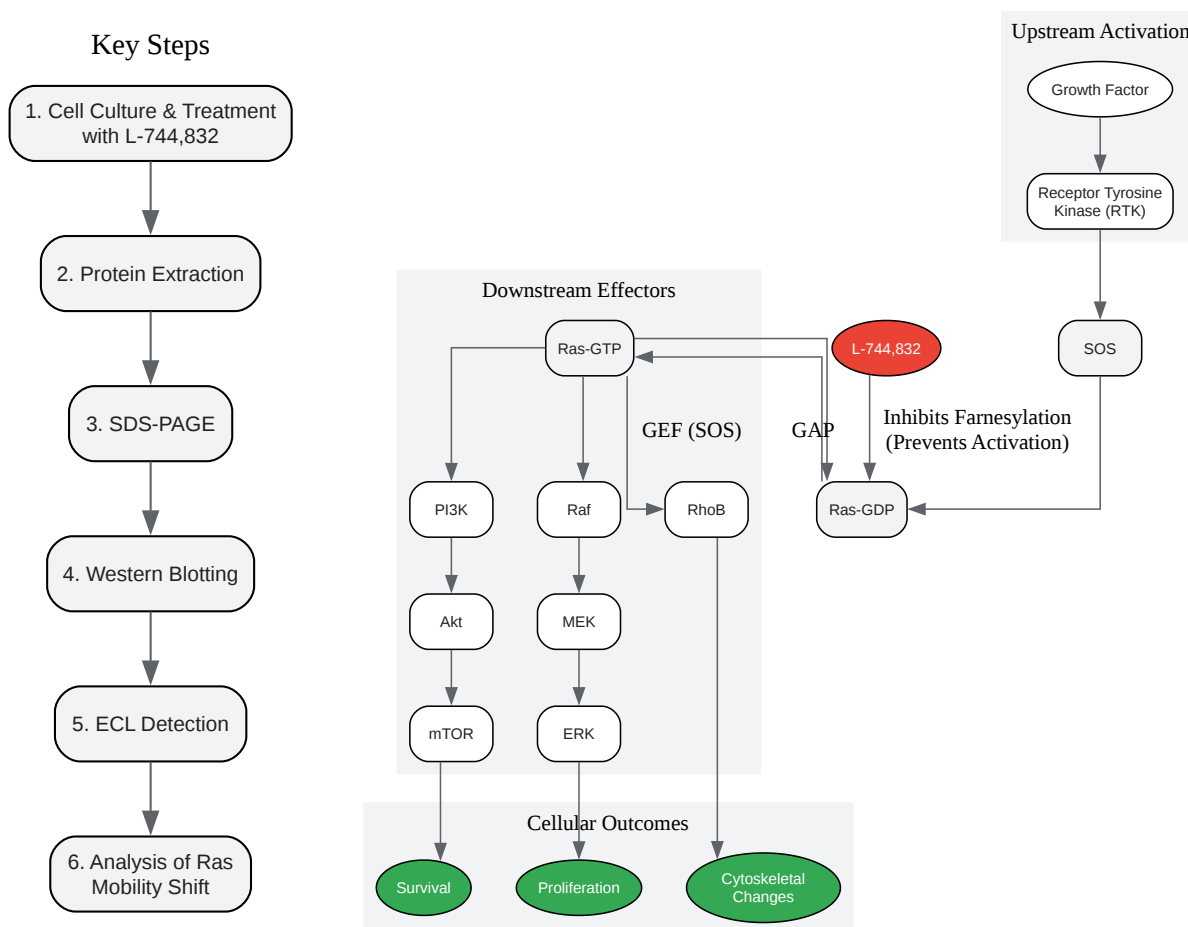 Key Steps
1. Cell Culture & Treatment
with L-744,832
2. Protein Extraction
3. SDS-PAGE
4. Western Blotting
5. ECL Detection
6. Analysis of Ras
Mobility Shift
Upstream Activation
Growth Factor
Receptor Tyrosine
Kinase (RTK)
SOS
Downstream Effectors
Ras-GTP
L-744,832
GEF (SOS)
GAP
Inhibits Farnesylation
(Prevents Activation)
PI3K
Raf
RhoB
Ras-GDP
Akt
MEK
mTOR
ERK
Cellular Outcomes
Survival
Proliferation
Cytoskeletal
Changes